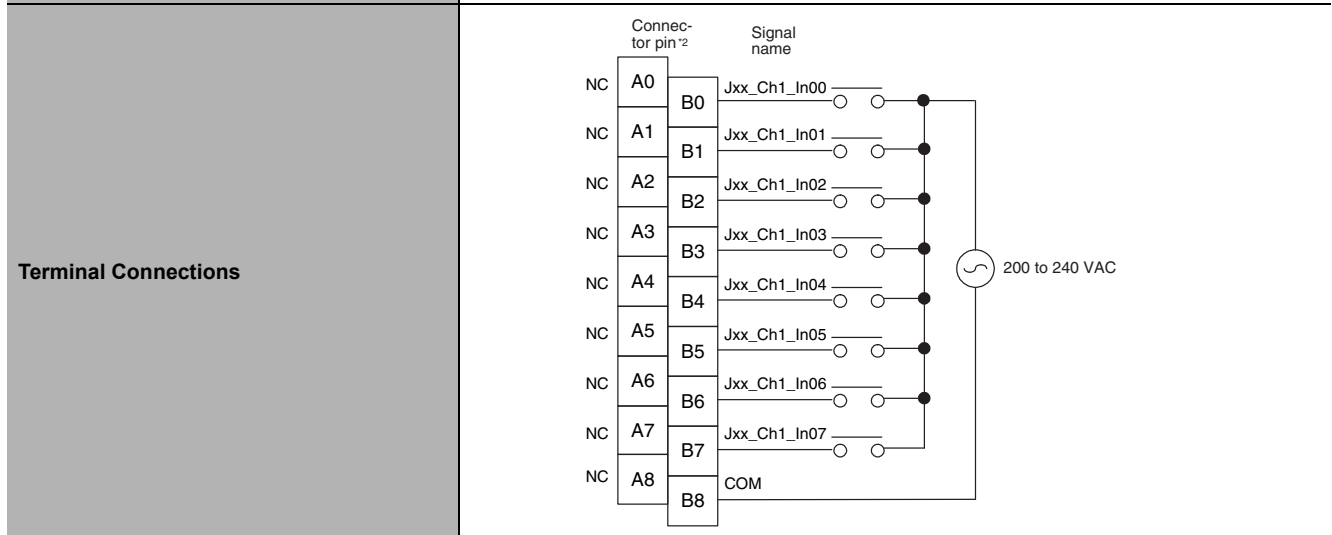 Terminal Connections
Connec-
tor pin*2
Signal
name
NC A0
B0 Jxx_Ch1_In00
NC A1
B1 Jxx_Ch1_In01
NC A2
B2 Jxx_Ch1_In02
NC A3
B3 Jxx_Ch1_In03
200 to 240 VAC
NC A4
B4 Jxx_Ch1_In04
NC A5
B5 Jxx_Ch1_In05
NC A6
B6 Jxx_Ch1_In06
NC A7
B7 Jxx_Ch1_In07
NC A8
B8 COM